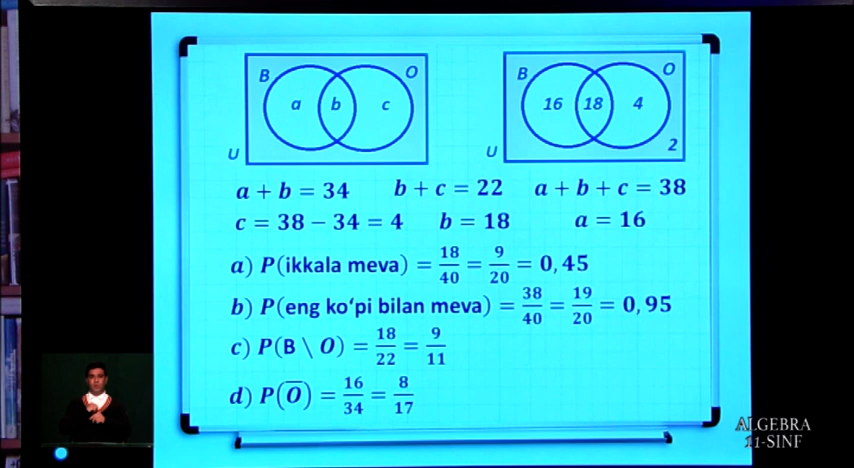 B O B O
a b c 16 18 4
U U 2
a + b = 34 b + c = 22 a + b + c = 38
c = 38 − 34 = 4 b = 18 a = 16
a) P(ikkala meva) = 18/40 = 9/20 = 0,45
b) P(eng ko‘pi bilan meva) = 38/40 = 19/20 = 0,95
c) P(B \ O) = 18/22 = 9/11
d) P(O̅) = 16/34 = 8/17
ALGEBRA
11-SINF